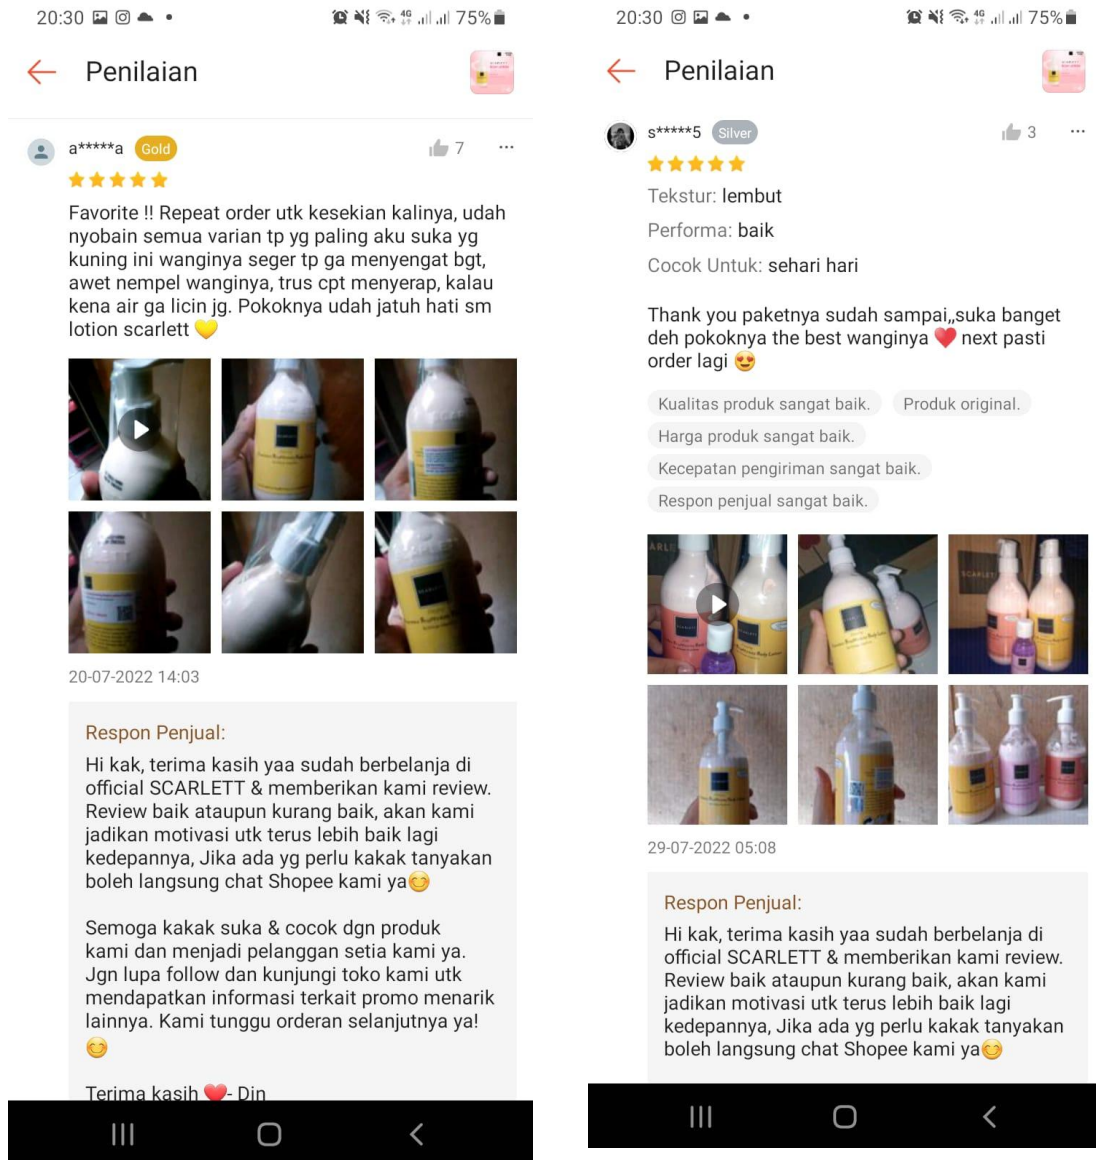 20:30
4G
75%
Penilaian
a*****a
Gold
7
Favorite !! Repeat order utk kesekian kalinya, udah
nyobain semua varian tp yg paling aku suka yg
kuning ini wanginya seger tp ga menyengat bgt,
awet nempel wanginya, trus cpt menyerap, kalau
kena air ga licin jg. Pokoknya udah jatuh hati sm
lotion scarlett 💛
20-07-2022 14:03
Respon Penjual:
Hi kak, terima kasih yaa sudah berbelanja di
official SCARLETT & memberikan kami review.
Review baik ataupun kurang baik, akan kami
jadikan motivasi utk terus lebih baik lagi
kedepannya, Jika ada yg perlu kakak tanyakan
boleh langsung chat Shopee kami ya😊
Semoga kakak suka & cocok dgn produk
kami dan menjadi pelanggan setia kami ya.
Jgn lupa follow dan kunjungi toko kami utk
mendapatkan informasi terkait promo menarik
lainnya. Kami tunggu orderan selanjutnya ya!
😊
Terima kasih ❤️- Din
20:30
4G
75%
Penilaian
s*****5
Silver
3
Tekstur: lembut
Performa: baik
Cocok Untuk: sehari hari
Thank you paketnya sudah sampai,,suka banget
deh pokoknya the best wanginya ❤️ next pasti
order lagi 😍
Kualitas produk sangat baik.
Produk original.
Harga produk sangat baik.
Kecepatan pengiriman sangat baik.
Respon penjual sangat baik.
SCARLETT
29-07-2022 05:08
Respon Penjual:
Hi kak, terima kasih yaa sudah berbelanja di
official SCARLETT & memberikan kami review.
Review baik ataupun kurang baik, akan kami
jadikan motivasi utk terus lebih baik lagi
kedepannya, Jika ada yg perlu kakak tanyakan
boleh langsung chat Shopee kami ya😊